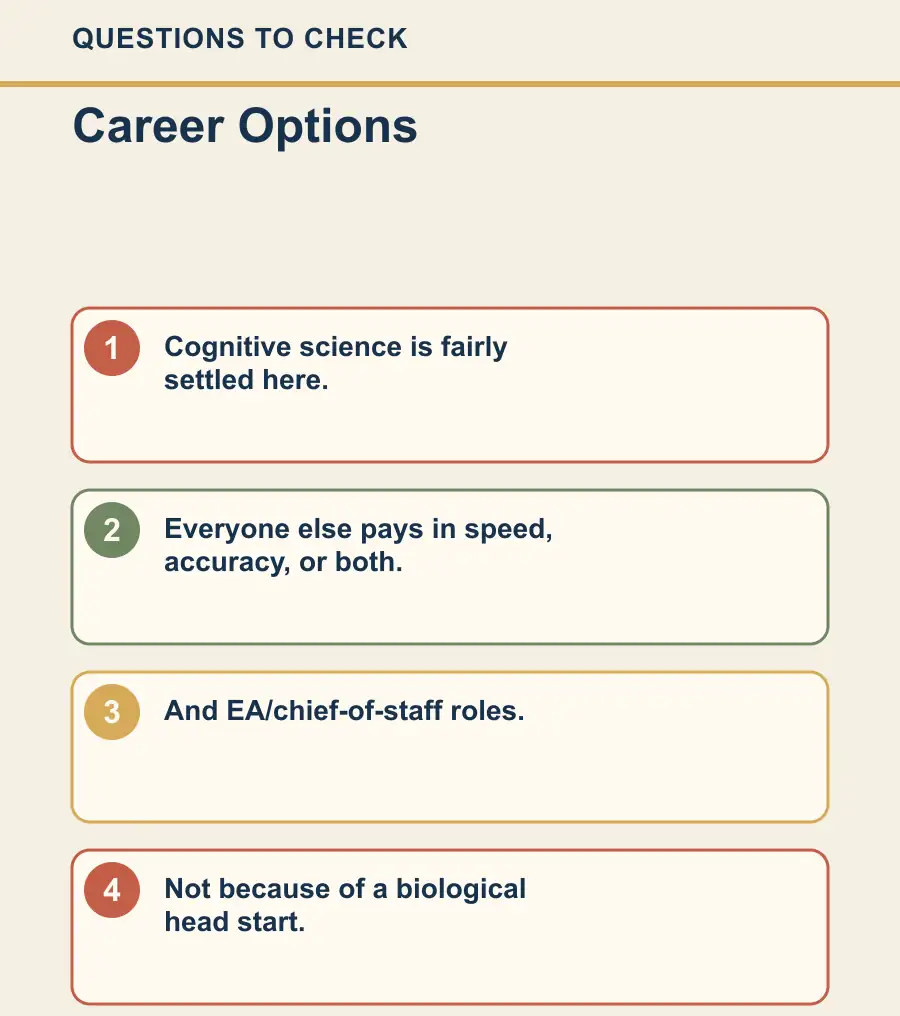 QUESTIONS TO CHECK
Career Options
1
Cognitive science is fairly
settled here.
2
Everyone else pays in speed,
accuracy, or both.
3
And EA/chief-of-staff roles.
4
Not because of a biological
head start.